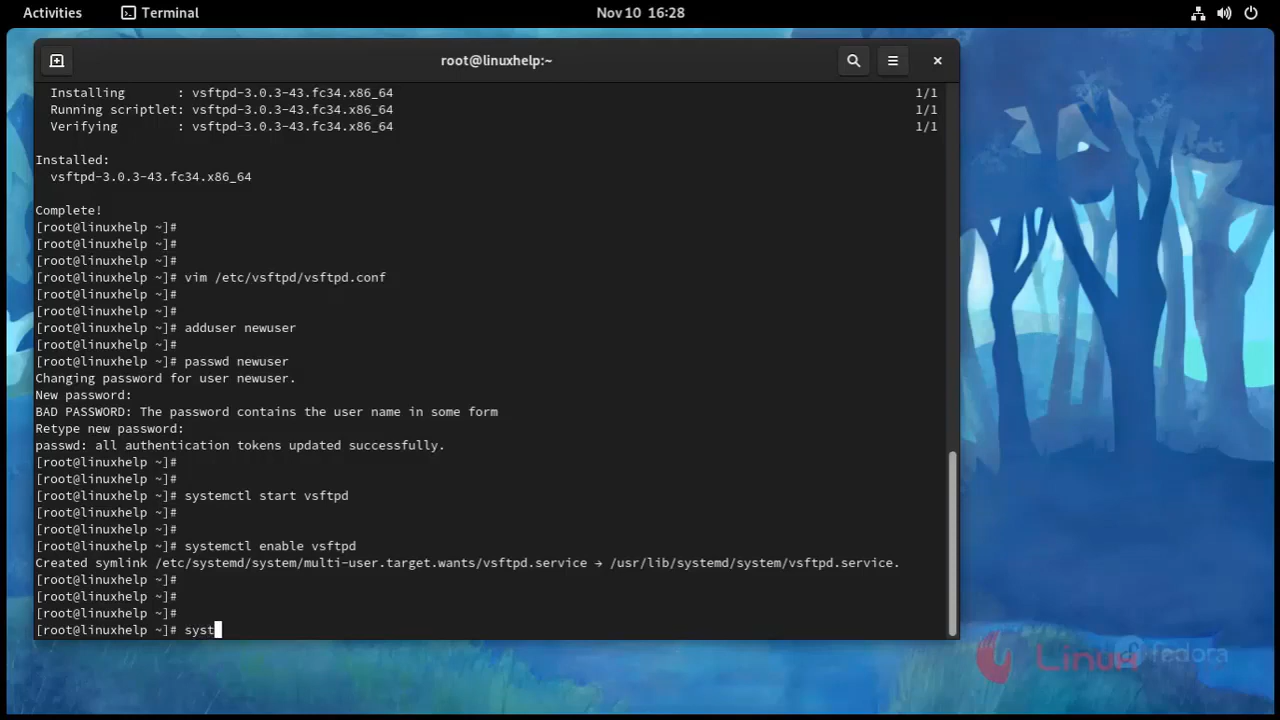 Activities Terminal Nov 10 16:28
root@linuxhelp:~
Installing : vsftpd-3.0.3-43.fc34.x86_64 1/1
Running scriptlet: vsftpd-3.0.3-43.fc34.x86_64 1/1
Verifying : vsftpd-3.0.3-43.fc34.x86_64 1/1
Installed:
vsftpd-3.0.3-43.fc34.x86_64
Complete!
[root@linuxhelp ~]#
[root@linuxhelp ~]#
[root@linuxhelp ~]#
[root@linuxhelp ~]# vim /etc/vsftpd/vsftpd.conf
[root@linuxhelp ~]#
[root@linuxhelp ~]#
[root@linuxhelp ~]# adduser newuser
[root@linuxhelp ~]#
[root@linuxhelp ~]# passwd newuser
Changing password for user newuser.
New password:
BAD PASSWORD: The password contains the user name in some form
Retype new password:
passwd: all authentication tokens updated successfully.
[root@linuxhelp ~]#
[root@linuxhelp ~]#
[root@linuxhelp ~]# systemctl start vsftpd
[root@linuxhelp ~]#
[root@linuxhelp ~]#
[root@linuxhelp ~]# systemctl enable vsftpd
Created symlink /etc/systemd/system/multi-user.target.wants/vsftpd.service → /usr/lib/systemd/system/vsftpd.service.
[root@linuxhelp ~]#
[root@linuxhelp ~]#
[root@linuxhelp ~]#
[root@linuxhelp ~]# syst
Linux fedora